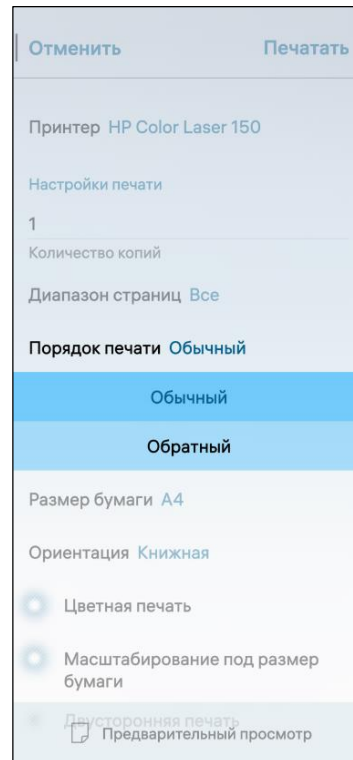 Отменить Печатать
Принтер HP Color Laser 150
Настройки печати
1
Количество копий
Диапазон страниц Все
Порядок печати Обычный
Обычный
Обратный
Размер бумаги A4
Ориентация Книжная
Цветная печать
Масштабирование под размер
бумаги
Двусторонняя печать
Предварительный просмотр